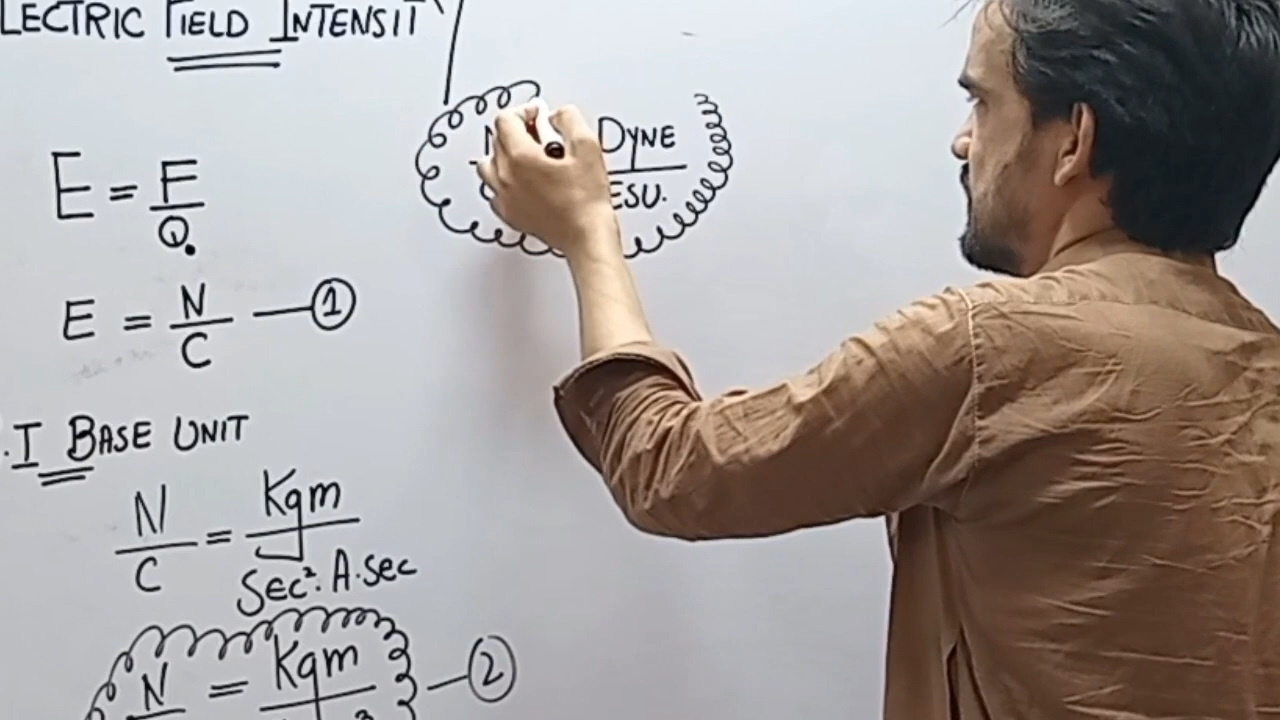 LECTRIC FIELD INTENSIT
E = F/Q.
E = N/C — ①
DYNE/ESU.
.I BASE UNIT
N/C = Kgm/Sec². A.sec
N = Kgm — ②